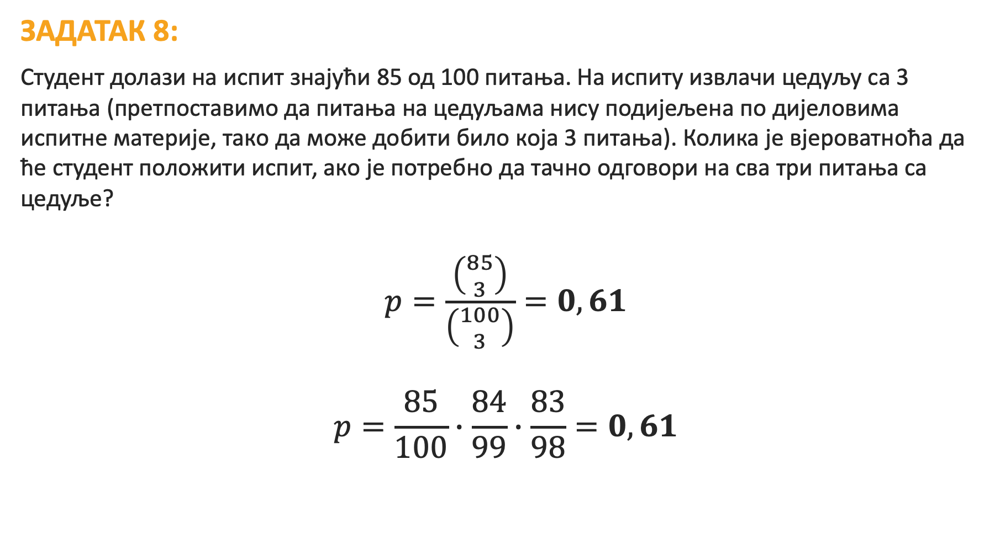 ЗАДАТАК 8:
Студент долази на испит знајући 85 од 100 питања. На испиту извлачи цедуљу са 3
питања (претпоставимо да питања на цедуљама нису подијељена по дијеловима
испитне материје, тако да може добити било која 3 питања). Колика је вјероватноћа да
ће студент положити испит, ако је потребно да тачно одговори на сва три питања са
цедуље?
p = \frac{\binom{85}{3}}{\binom{100}{3}} = 0,61
p = \frac{85}{100} · \frac{84}{99} · \frac{83}{98} = 0,61